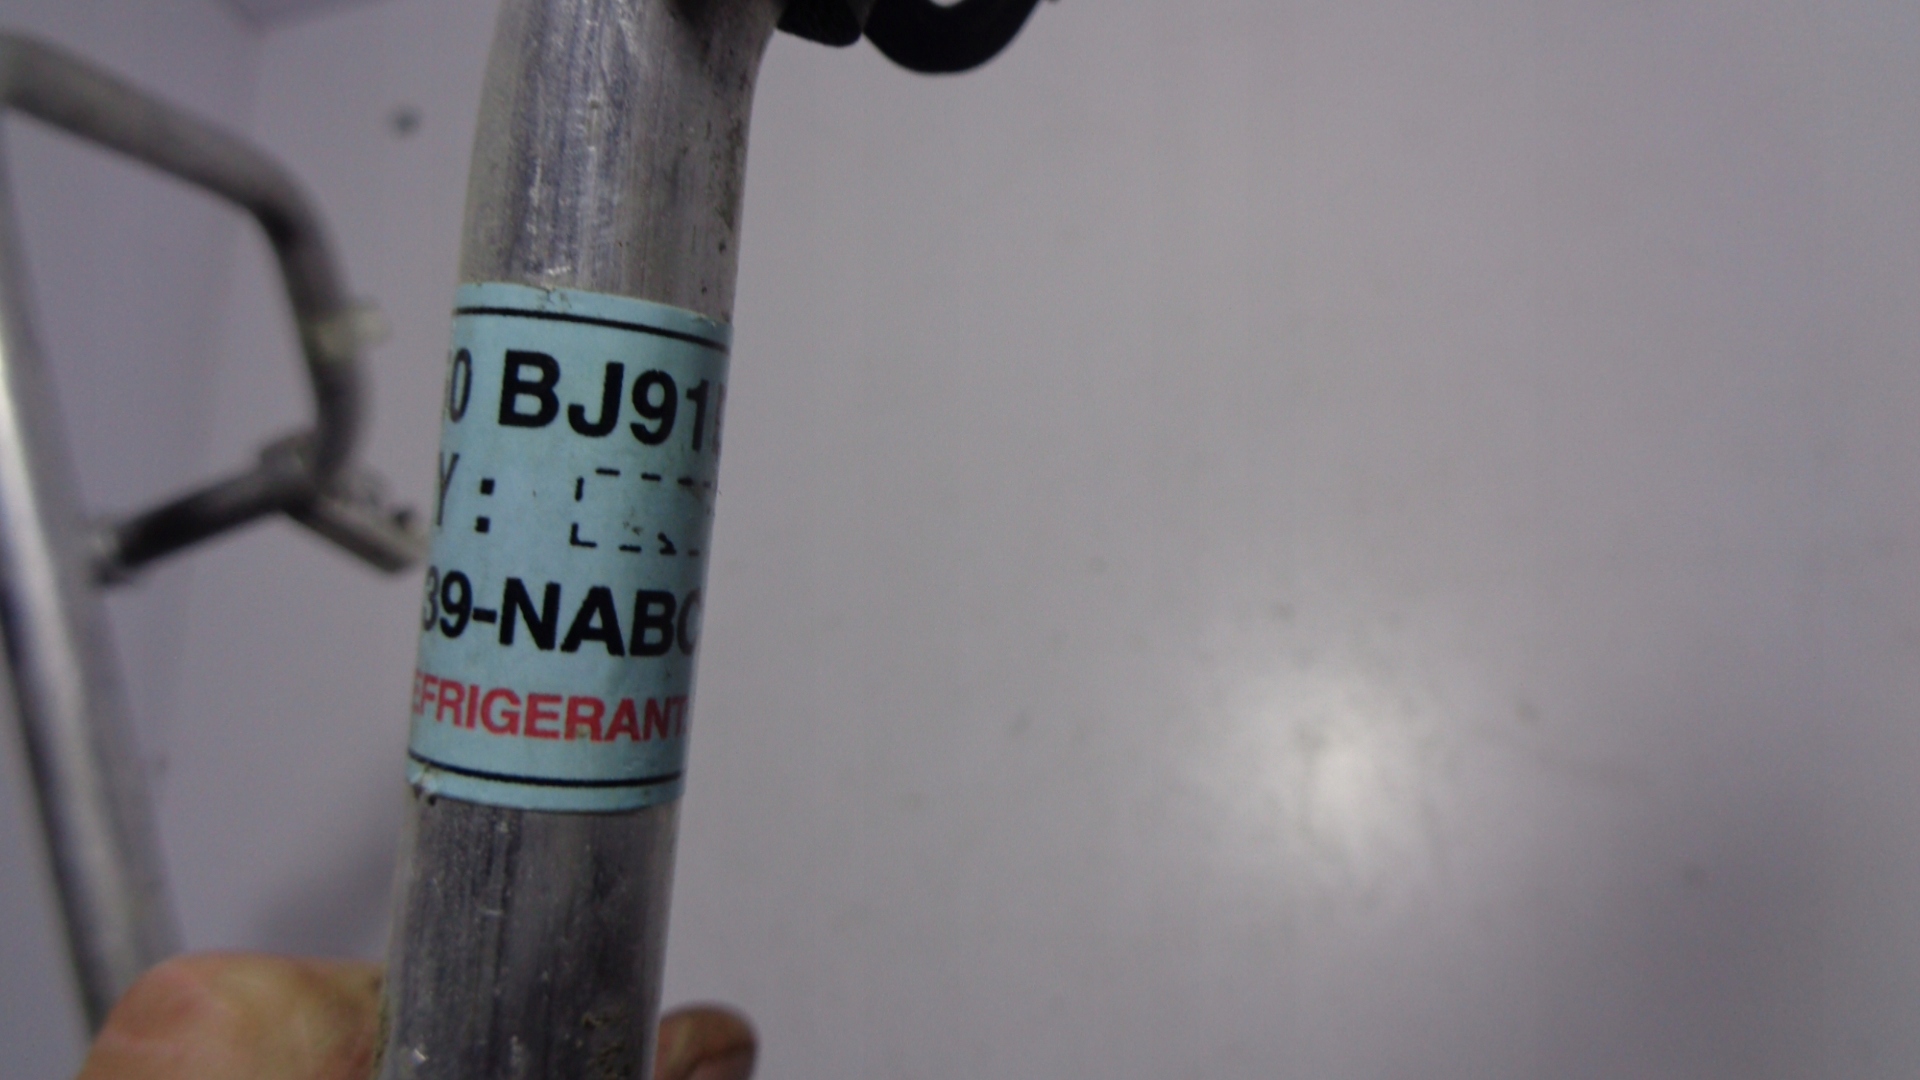 0 BJ91
Y:
39-NABC
EFRIGERANT